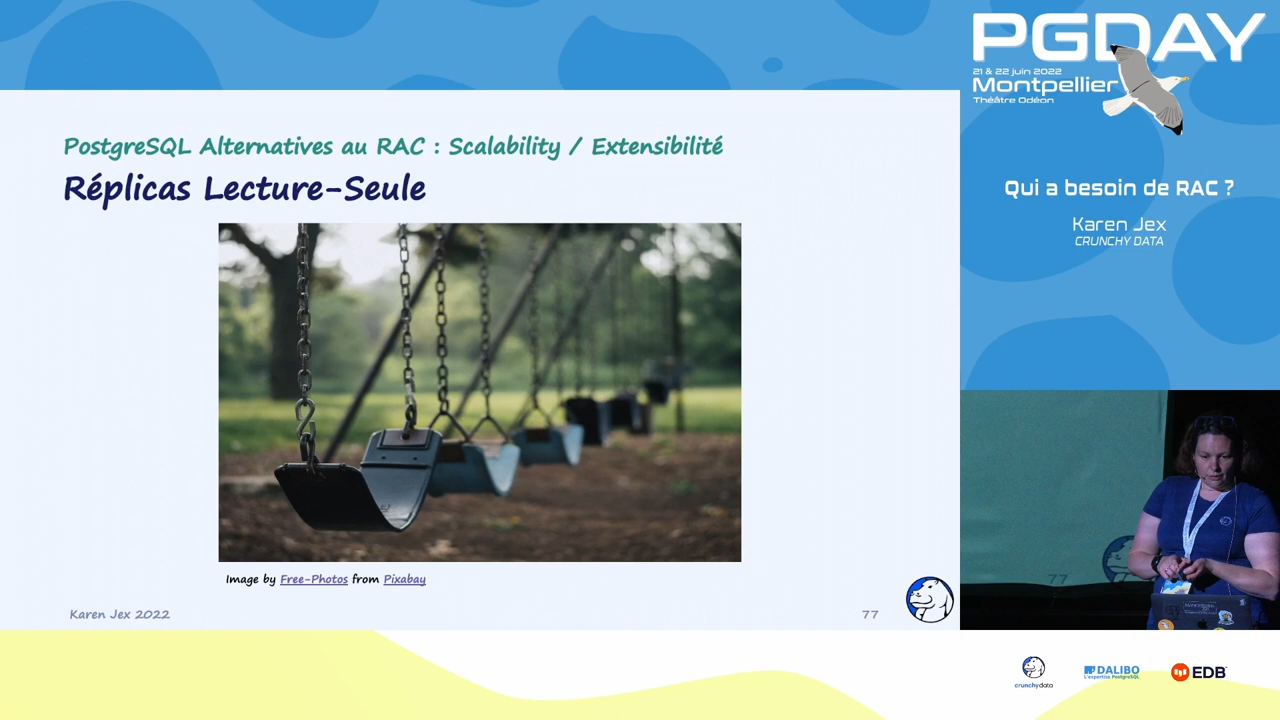 PostgreSQL Alternatives au RAC : Scalability / Extensibilité
Réplicas Lecture-Seule
Image by Free-Photos from Pixabay
Karen Jex 2022
77
PGDAY
21 & 22 juin 2022
Montpellier
Théâtre Odéon
Qui a besoin de RAC ?
Karen Jex
CRUNCHY DATA
77
crunchydata
DALIBO
L'expertise PostgreSQL
EDB